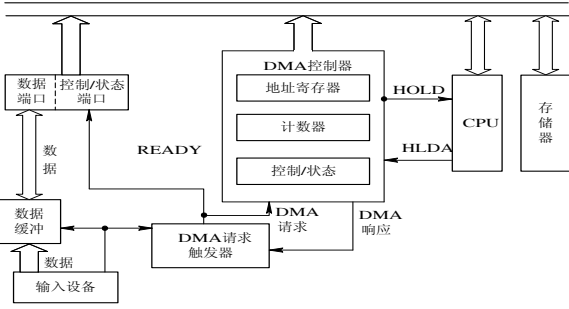 DMA控制器
数据
端口
控制/状态
端口
地址寄存器
HOLD
计数器
CPU
存
储
器
READY
HLDA
数
据
控制/状态
数据
缓冲
DMA
请求
DMA
响应
DMA请求
触发器
数据
输入设备